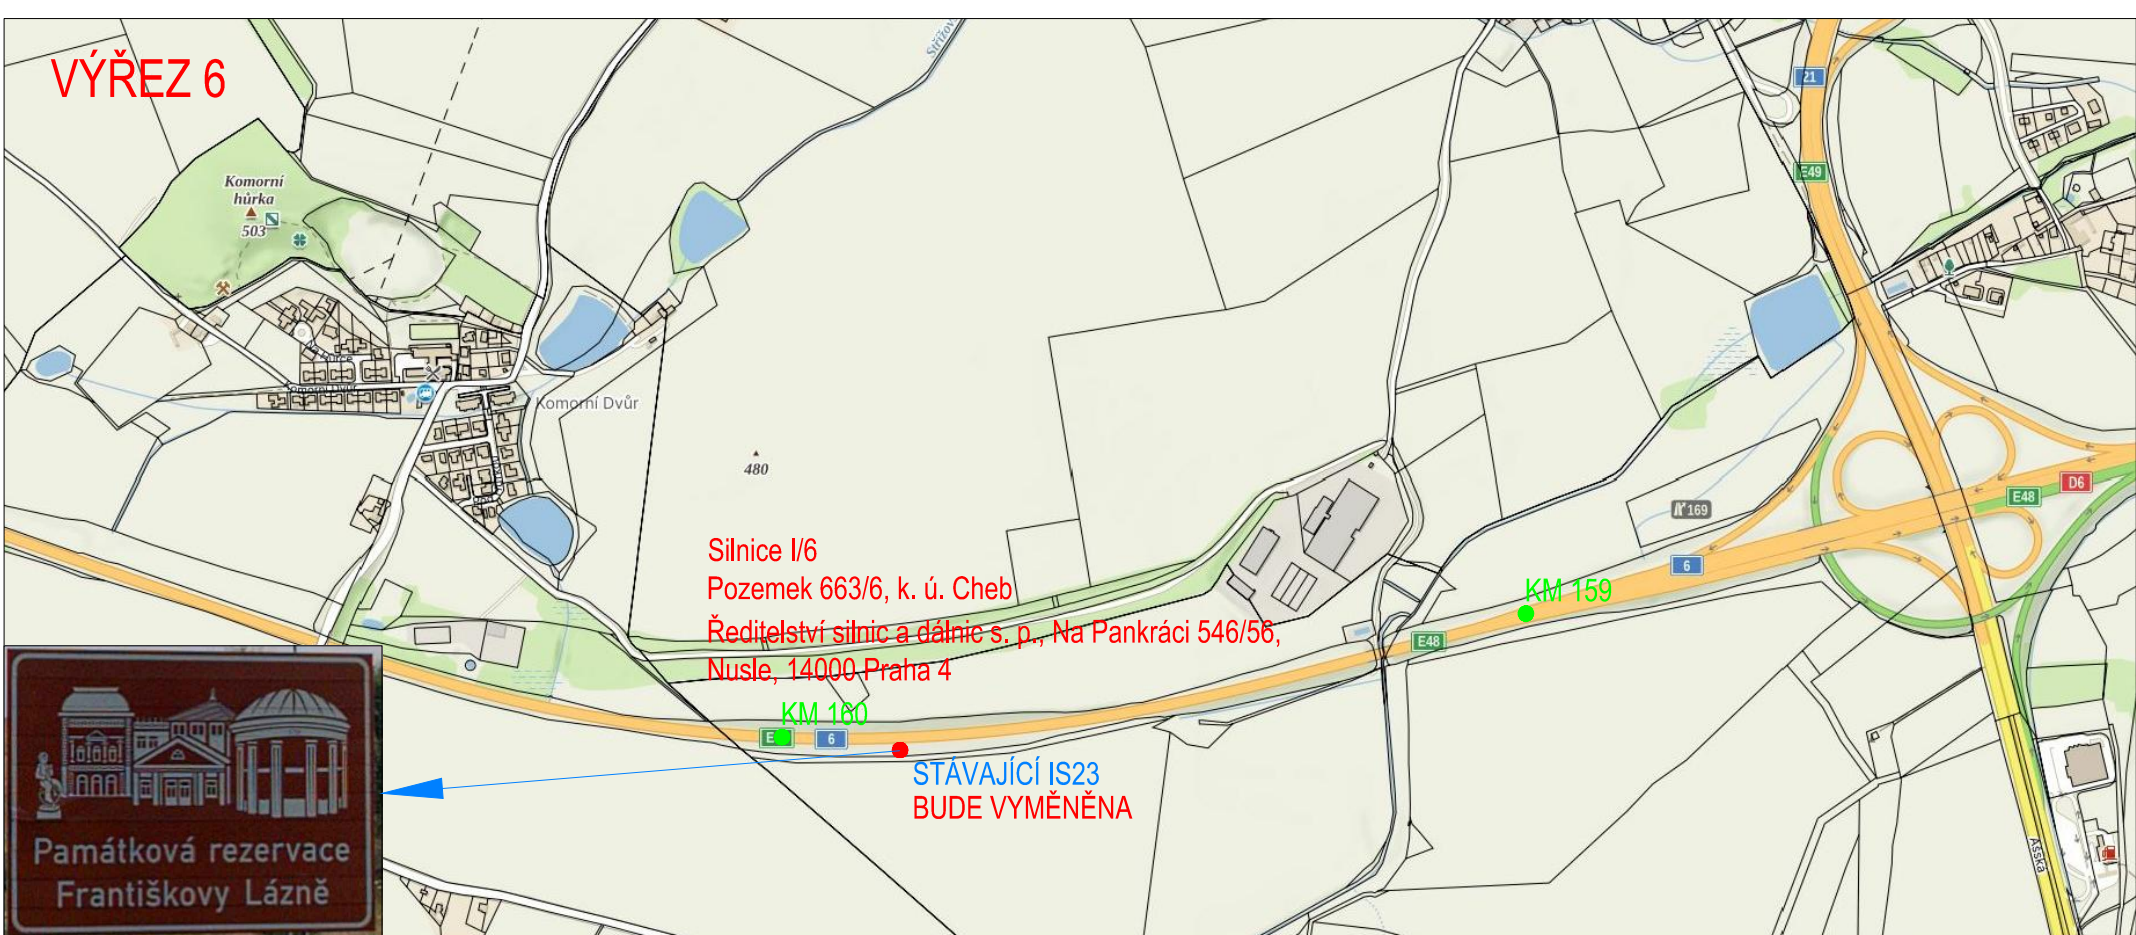 VÝŘEZ 6
Střížov
21
E49
Komorní
hůrka
503
Komorní Dvůr
480
169
E48
D6
6
Silnice I/6
Pozemek 663/6, k. ú. Cheb
Ředitelství silnic a dálnic s. p., Na Pankráci 546/56,
Nusle, 14000 Praha 4
KM 159
E48
KM 160
6
STÁVAJÍCÍ IS23
BUDE VYMĚNĚNA
Ašská
Památková rezervace
Františkovy Lázně